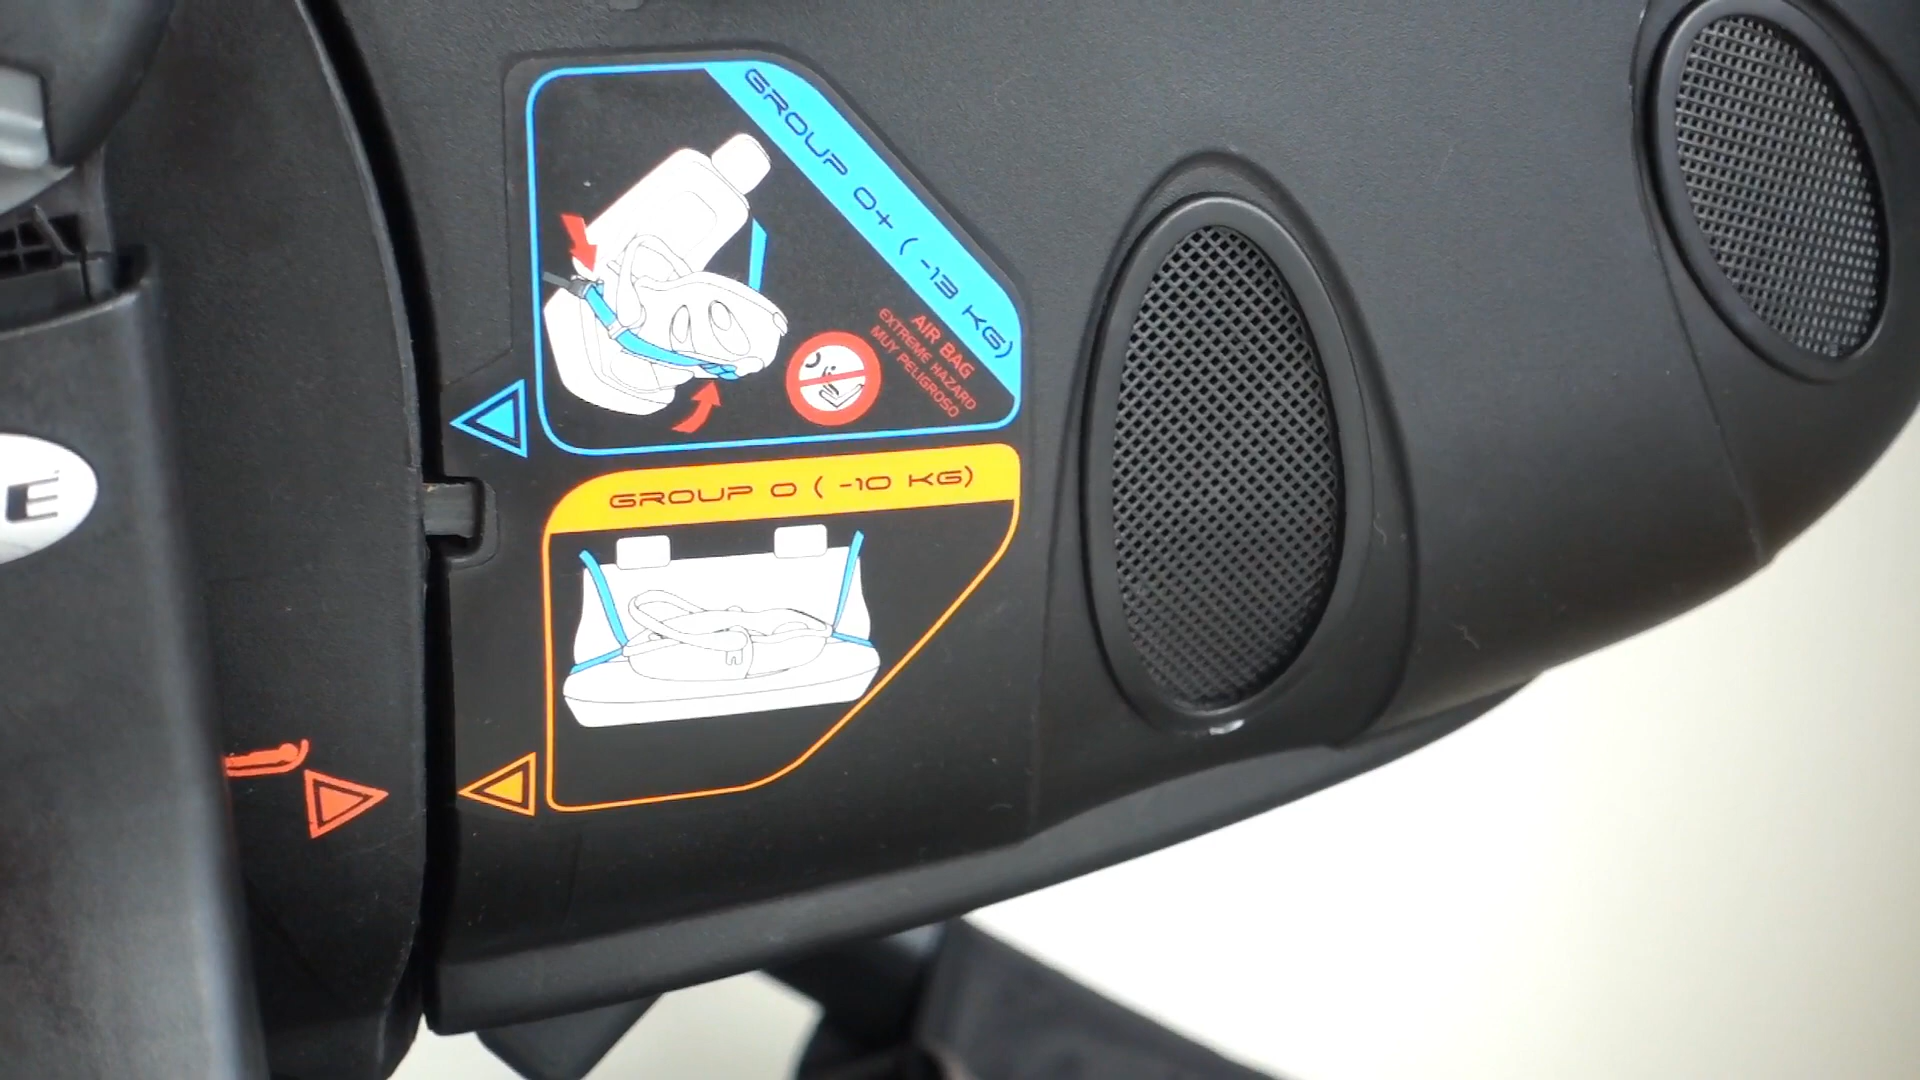 GROUP 0+ ( -13 KG)
AIR BAG
EXTREME HAZARD
MUY PELIGROSO
GROUP 0 ( -10 KG)
E